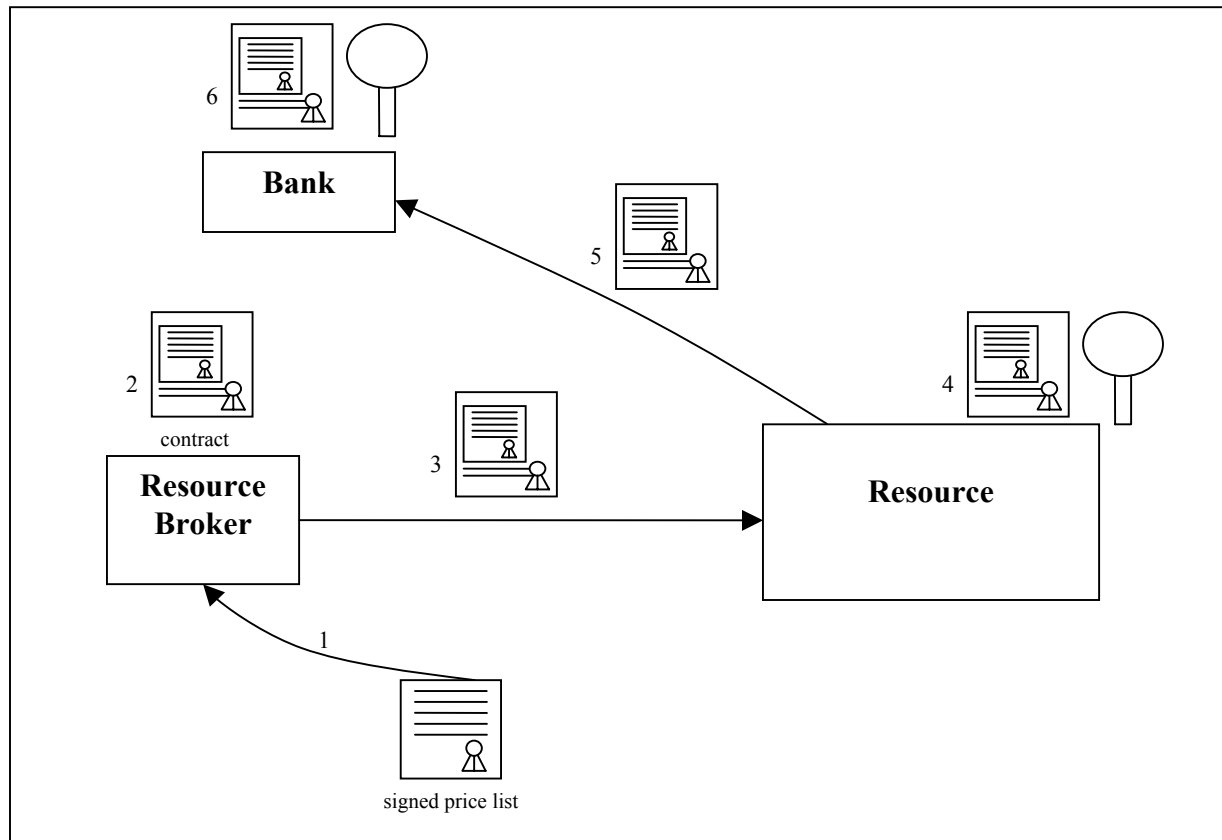 6
Bank
5
2
contract
4
3
Resource
Broker
Resource
1
signed price list